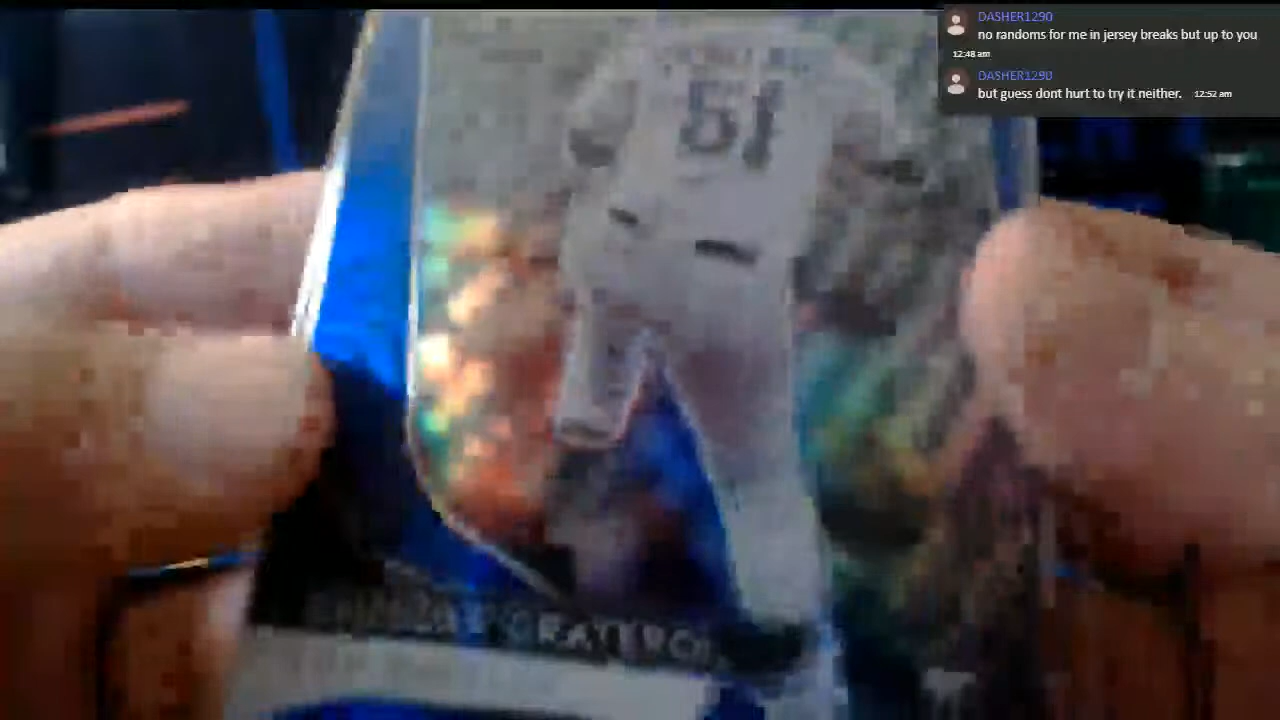 DASHER1290
no randoms for me in jersey breaks but up to you
12:48 am
DASHER1290
but guess dont hurt to try it neither. 12:52 am
51